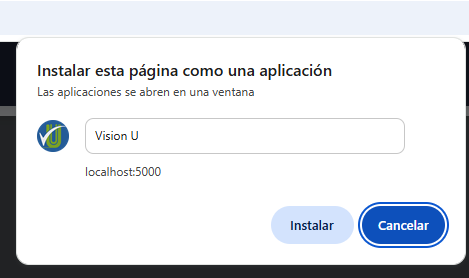 Instalar esta página como una aplicación
Las aplicaciones se abren en una ventana
U
Vision U
localhost:5000
Instalar
Cancelar